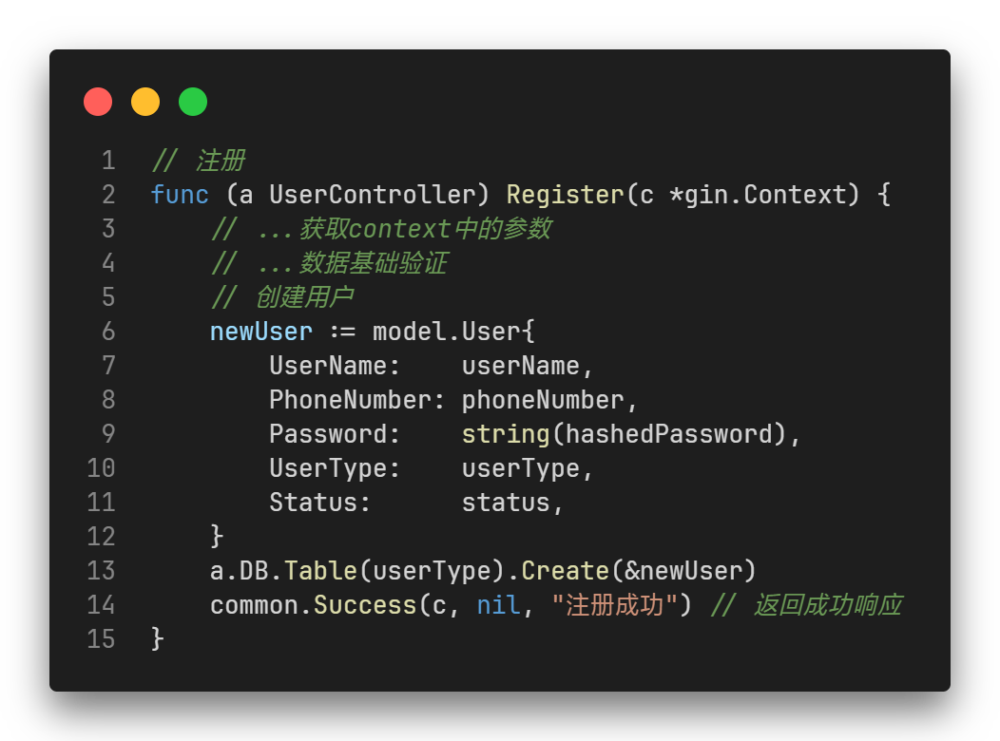 1 // 注册
2 func (a UserController) Register(c *gin.Context) {
3     // ...获取context中的参数
4     // ...数据基础验证
5     // 创建用户
6     newUser := model.User{
7         UserName:    userName,
8         PhoneNumber: phoneNumber,
9         Password:    string(hashedPassword),
10         UserType:    userType,
11         Status:      status,
12     }
13     a.DB.Table(userType).Create(&newUser)
14     common.Success(c, nil, "注册成功") // 返回成功响应
15 }